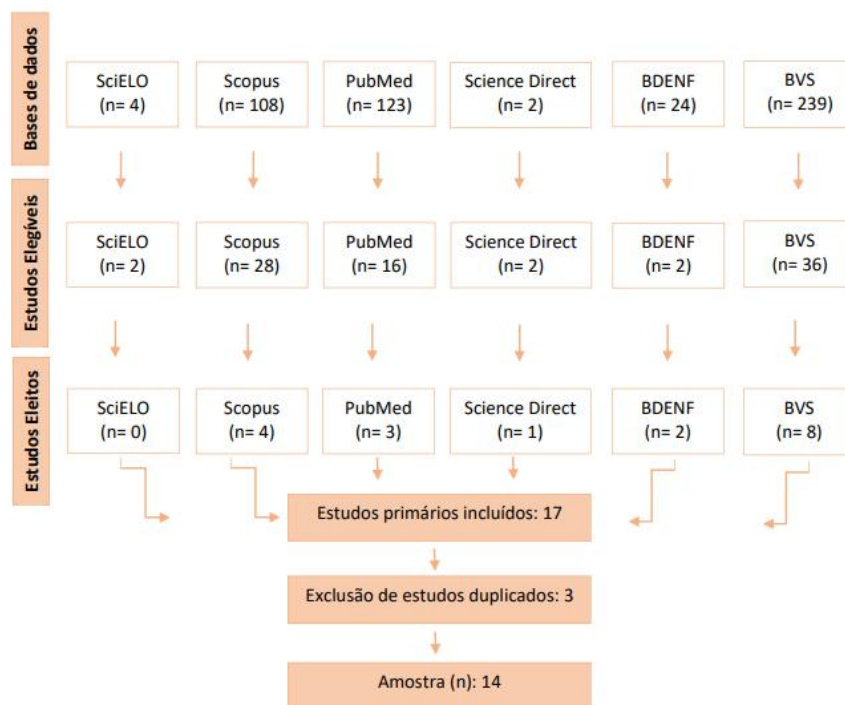 Bases de dados
SciELO
(n= 4)
Scopus
(n= 108)
PubMed
(n= 123)
Science Direct
(n= 2)
BDENF
(n= 24)
BVS
(n= 239)
Estudos Elegíveis
SciELO
(n= 2)
Scopus
(n= 28)
PubMed
(n= 16)
Science Direct
(n= 2)
BDENF
(n= 2)
BVS
(n= 36)
Estudos Eleitos
SciELO
(n= 0)
Scopus
(n= 4)
PubMed
(n= 3)
Science Direct
(n= 1)
BDENF
(n= 2)
BVS
(n= 8)
Estudos primários incluídos: 17
Exclusão de estudos duplicados: 3
Amostra (n): 14